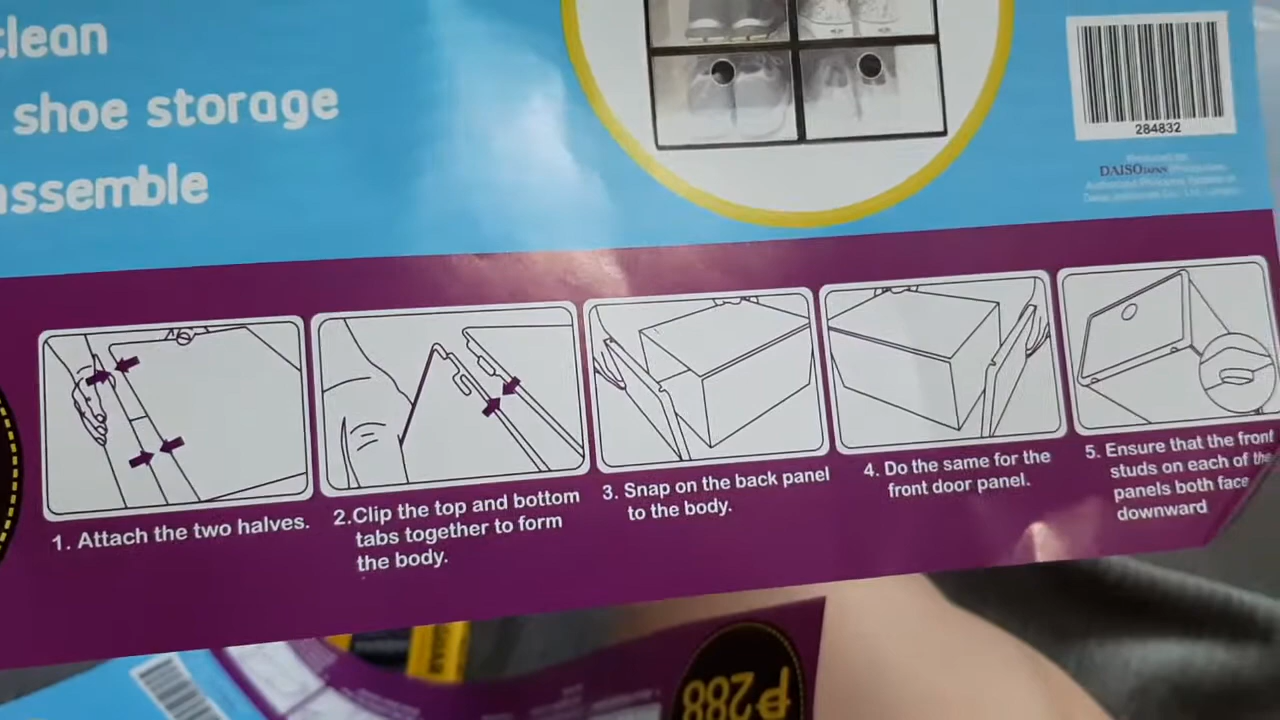 clean
shoe storage
assemble
284832
DAISO JAPAN
1. Attach the two halves.
2.Clip the top and bottom
tabs together to form
the body.
3. Snap on the back panel
to the body.
4. Do the same for the
front door panel.
5. Ensure that the front
studs on each of the
panels both face
downward
₱288